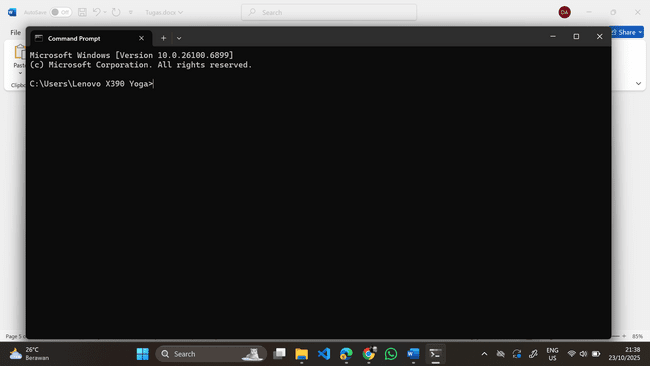 AutoSave Off Tugas.docx Search DA
Command Prompt
File Share
Microsoft Windows [Version 10.0.26100.6899]
(c) Microsoft Corporation. All rights reserved.
Paste
C:\Users\Lenovo X390 Yoga>
Clipbo
Page 5 o 85%
26°C
Berawan
Search
ENG
US
21:38
23/10/2025